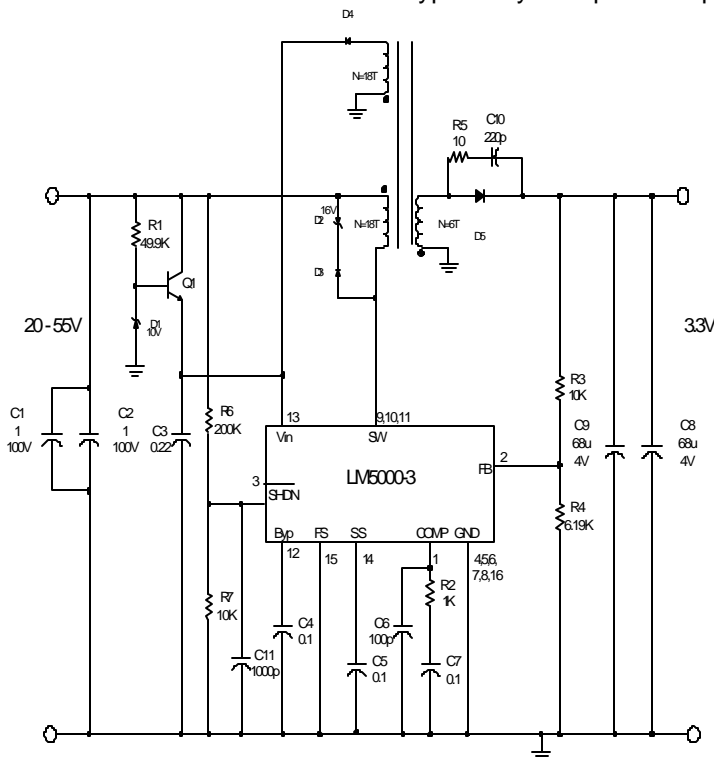 D4
N=18T
R5
10
C10
220p
16V
D2
N=18T
N=6T
D5
D3
R1
49.9K
Q1
D1
10V
20-55V
3.3V
C1
1
100V
C2
1
100V
C3
0.22
R6
200K
13
Vin
9,10,11
SW
R3
10K
C9
68u
4V
C8
68u
4V
3
SHDN
LM5000-3
2
FB
R4
6.19K
Byp
FS
SS
COMP
GND
12
15
14
1
4,5,6,
7,8,16
R7
10K
C11
1000p
C4
0.1
C5
0.1
C6
100p
R2
1K
C7
0.1